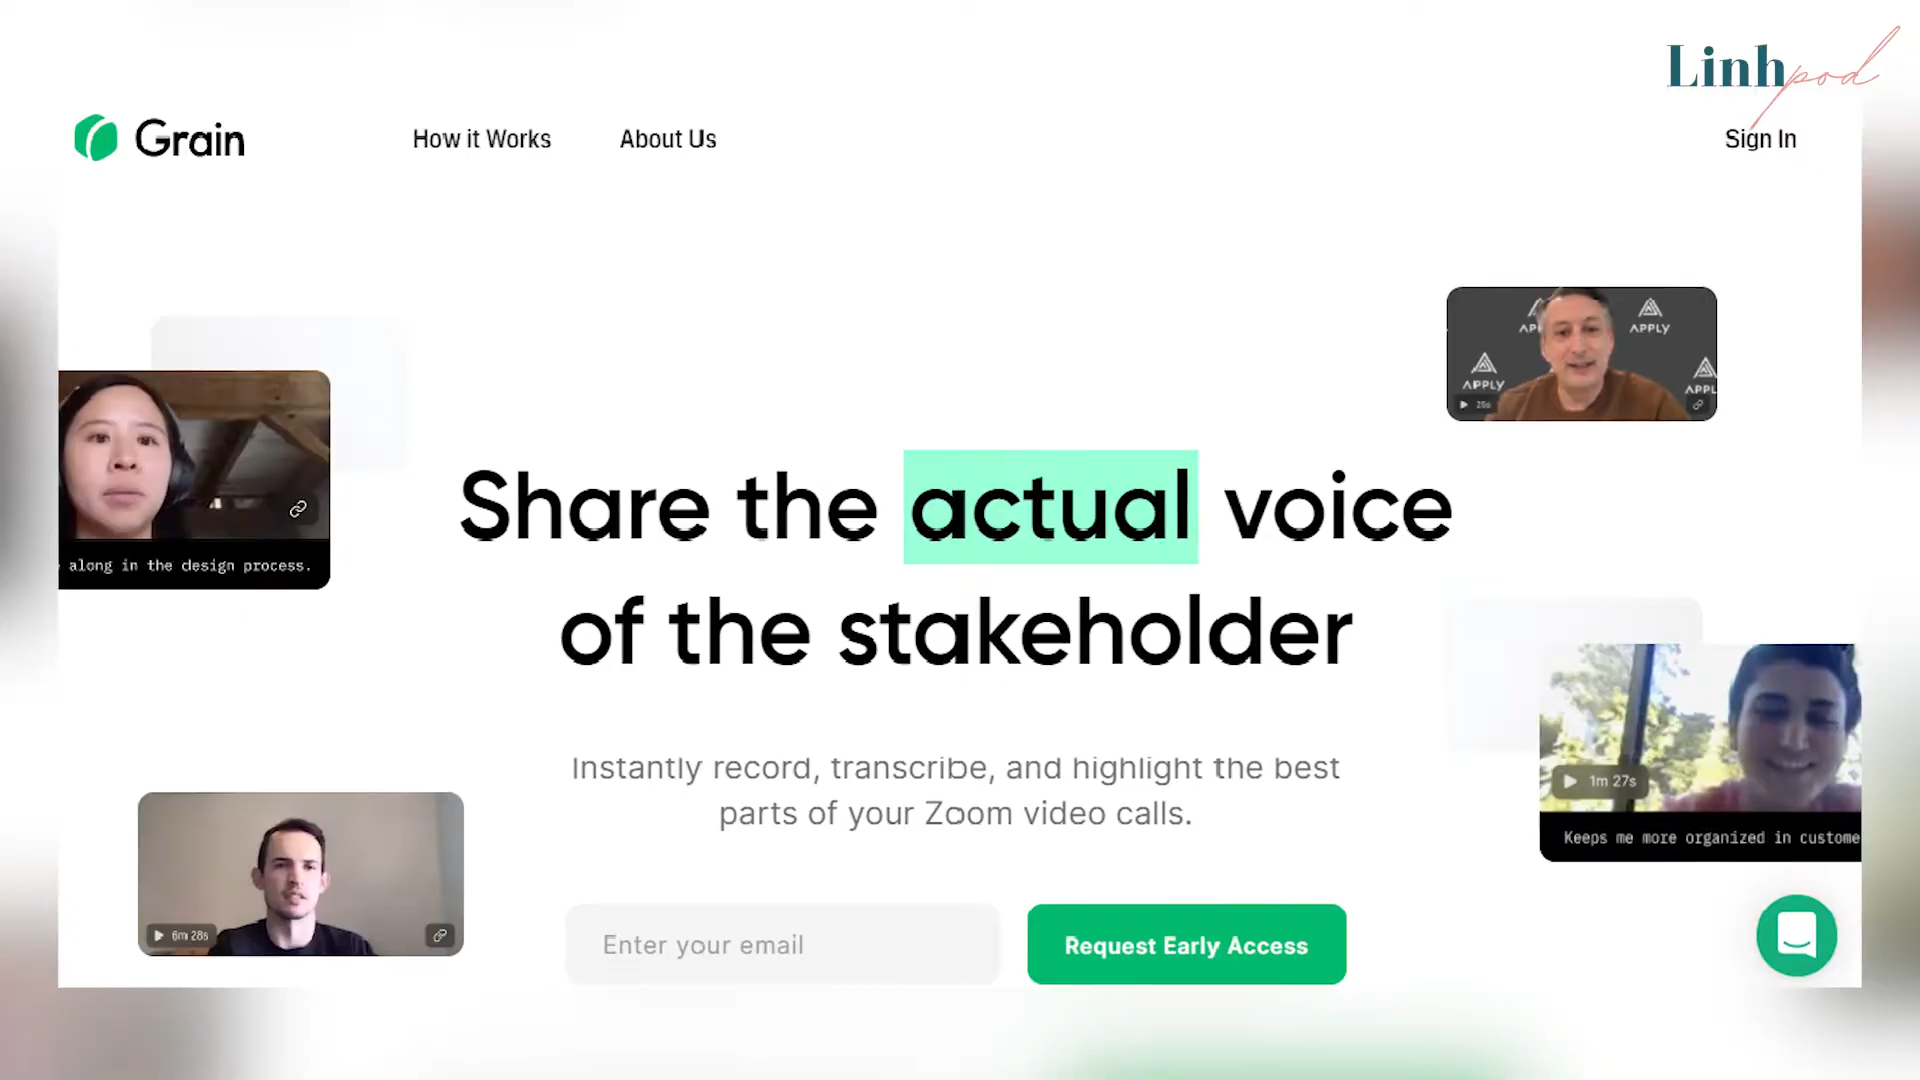 Linhpod
Grain
How it Works
About Us
Sign In
APPLY
APPLY
APPLY
25s
along in the design process.
Share the actual voice
of the stakeholder
Instantly record, transcribe, and highlight the best
parts of your Zoom video calls.
1m 27s
Keeps me more organized in custome
6m 28s
Enter your email
Request Early Access